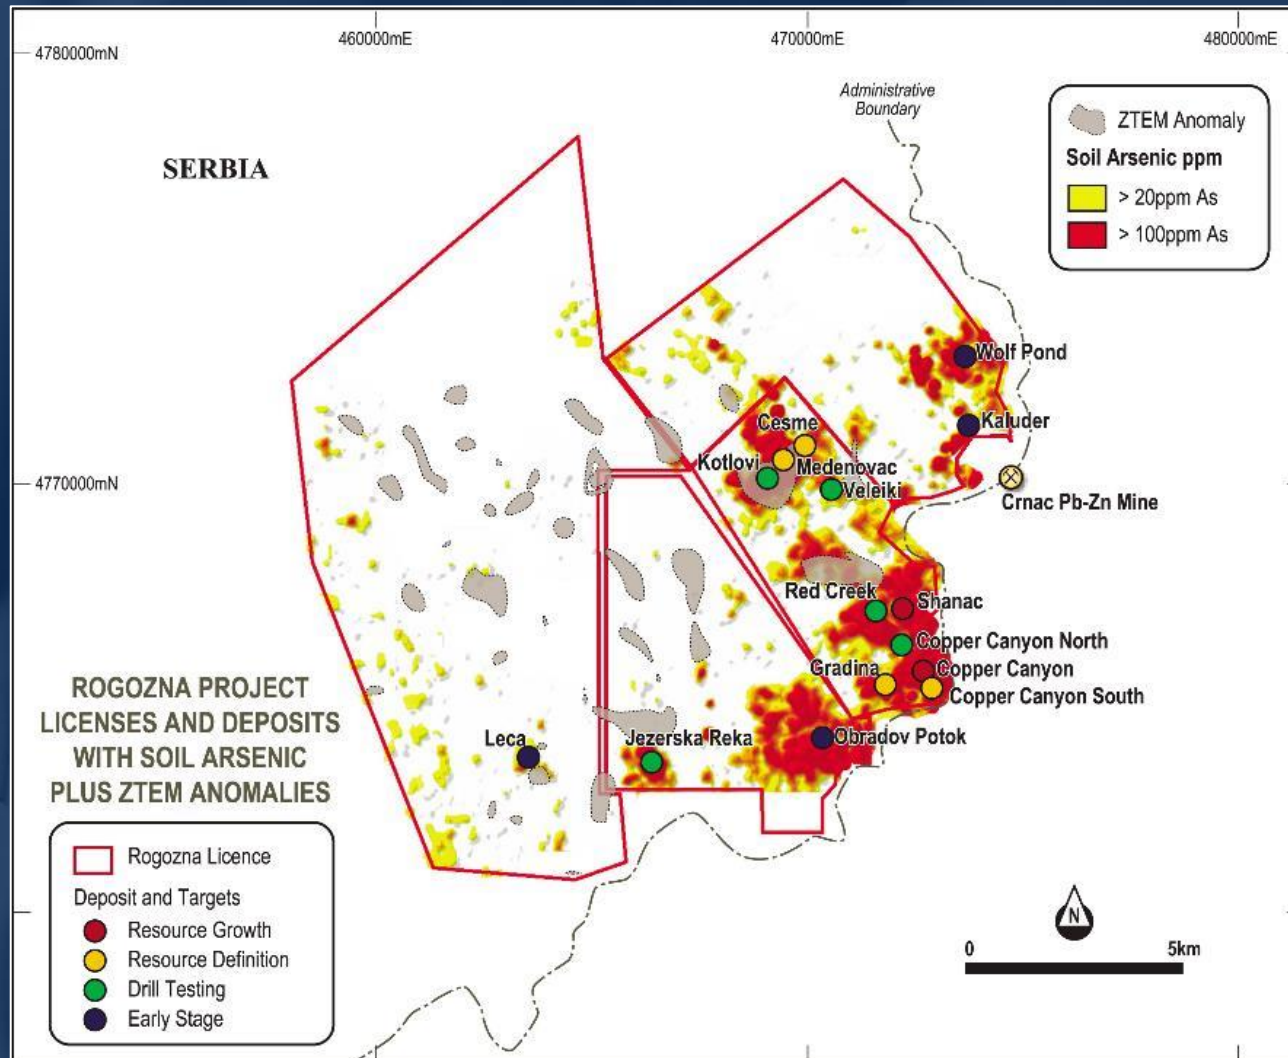 460000mE
470000mE
480000mE
4780000mN
Administrative
Boundary
SERBIA
ZTEM Anomaly
Soil Arsenic ppm
> 20ppm As
> 100ppm As
Wolf Pond
Cesme
Kaluder
Kotlovi
Medenovac
4770000mN
Veleiki
Crnac Pb-Zn Mine
Red Creek
Shanac
Copper Canyon North
Gradina
Copper Canyon
Copper Canyon South
ROGOZNA PROJECT
LICENSES AND DEPOSITS
WITH SOIL ARSENIC
PLUS ZTEM ANOMALIES
Leca
Jezerska Reka
Obradov Potok
Rogozna Licence
Deposit and Targets
Resource Growth
Resource Definition
Drill Testing
Early Stage
N
0
5km